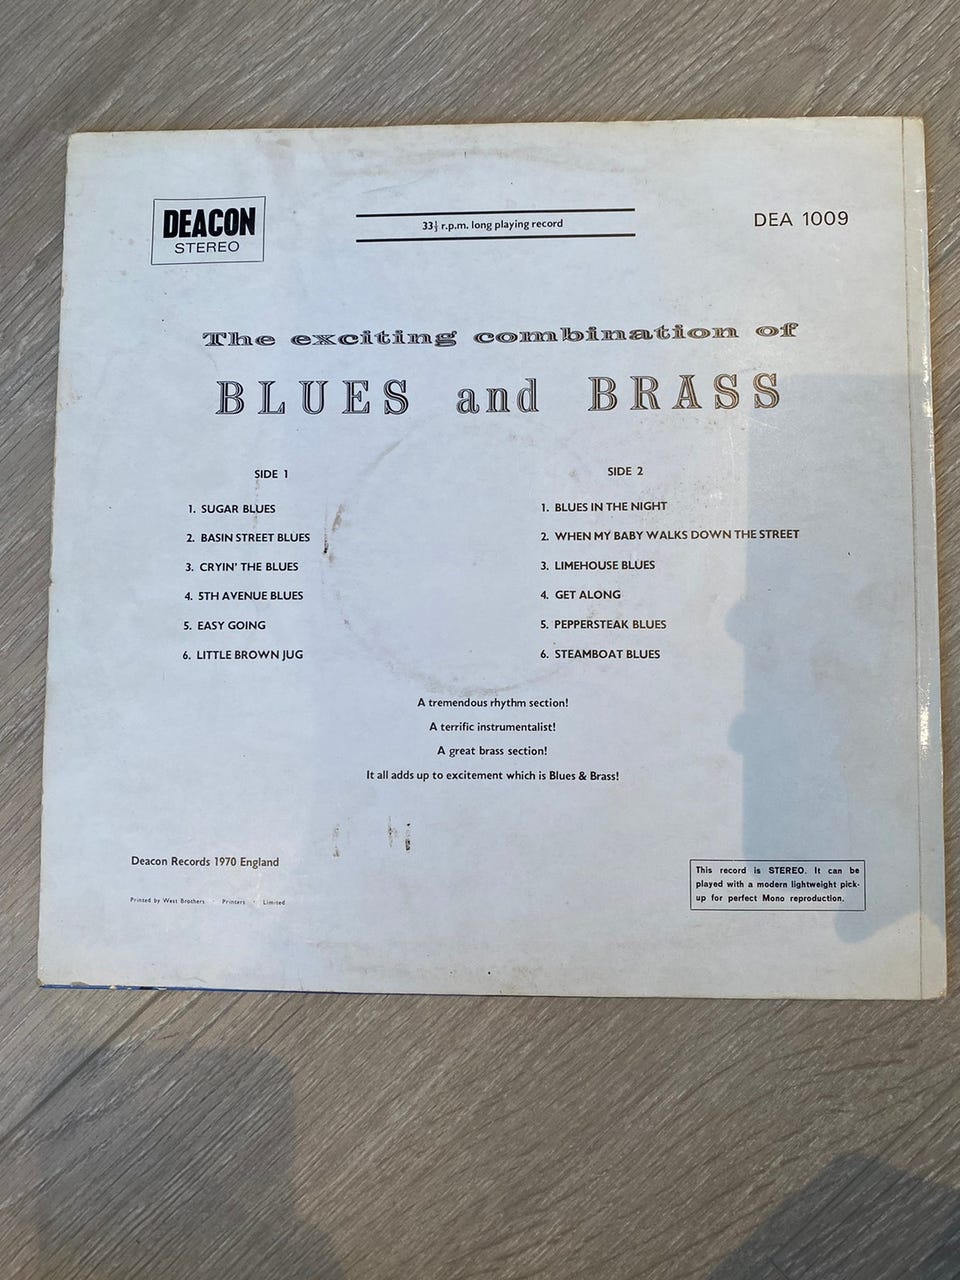 DEACON
STEREO
33⅓ r.p.m. long playing record
DEA 1009
The exciting combination of
BLUES and BRASS
SIDE 1
1. SUGAR BLUES
2. BASIN STREET BLUES
3. CRYIN' THE BLUES
4. 5TH AVENUE BLUES
5. EASY GOING
6. LITTLE BROWN JUG
SIDE 2
1. BLUES IN THE NIGHT
2. WHEN MY BABY WALKS DOWN THE STREET
3. LIMEHOUSE BLUES
4. GET ALONG
5. PEPPERSTEAK BLUES
6. STEAMBOAT BLUES
A tremendous rhythm section!
A terrific instrumentalist!
A great brass section!
It all adds up to excitement which is Blues & Brass!
Deacon Records 1970 England
Printed by West Brothers · Printers · Limited
This record is STEREO. It can be
played with a modern lightweight pick-
up for perfect Mono reproduction.